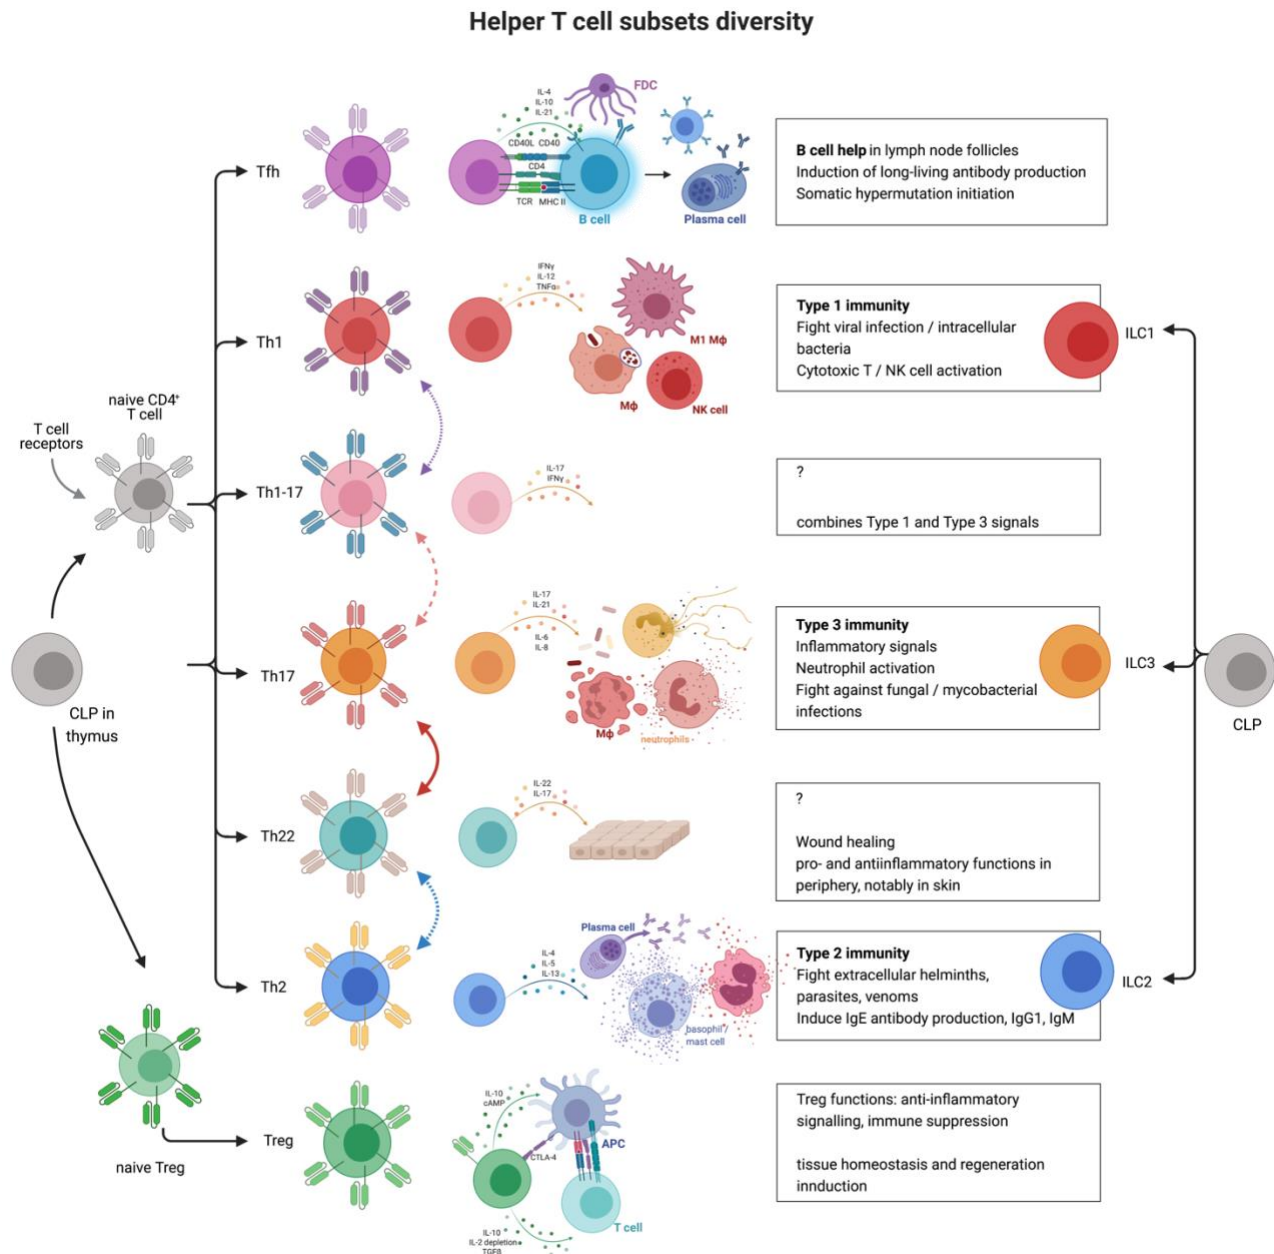 Helper T cell subsets diversity
Tfh
IL-4
IL-10
IL-21
FDC
CD40L CD40
CD4
TCR MHC II
B cell
Plasma cell
B cell help in lymph node follicles
Induction of long-living antibody production
Somatic hypermutation initiation
Th1
IFNγ
IL-12
TNFα
M1 Mϕ
Mϕ
NK cell
Type 1 immunity
Fight viral infection / intracellular
bacteria
Cytotoxic T / NK cell activation
ILC1
naive CD4⁺
T cell
T cell
receptors
Th1-17
IL-17
IFNγ
?
combines Type 1 and Type 3 signals
CLP in
thymus
Th17
IL-17
IL-21
IL-6
IL-8
Mϕ
neutrophils
Type 3 immunity
Inflammatory signals
Neutrophil activation
Fight against fungal / mycobacterial
infections
ILC3
CLP
Th22
IL-22
IL-17
?
Wound healing
pro- and antiinflammatory functions in
periphery, notably in skin
Th2
IL-4
IL-5
IL-13
Plasma cell
basophil /
mast cell
Type 2 immunity
Fight extracellular helminths,
parasites, venoms
Induce IgE antibody production, IgG1, IgM
ILC2
naive Treg
Treg
IL-10
cAMP
CTLA-4
APC
T cell
IL-10
IL-2 depletion
TGFβ
Treg functions: anti-inflammatory
signalling, immune suppression
tissue homeostasis and regeneration
innduction